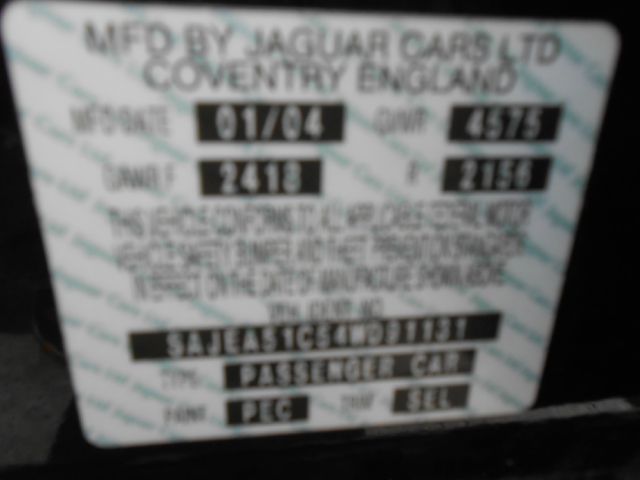 MFD BY JAGUAR CARS LTD
COVENTRY ENGLAND
MFD DATE 01/04 GVWR 4575
GAWR F 2418 R 2156
THIS VEHICLE CONFORMS TO ALL APPLICABLE FEDERAL MOTOR
VEHICLE SAFETY BUMPER AND THEFT PREVENTION STANDARDS
IN EFFECT ON THE DATE OF MANUFACTURE SHOWN ABOVE
SAJEA51C54WD91131
TYPE PASSENGER CAR
PAINT PEC TRIM SEL